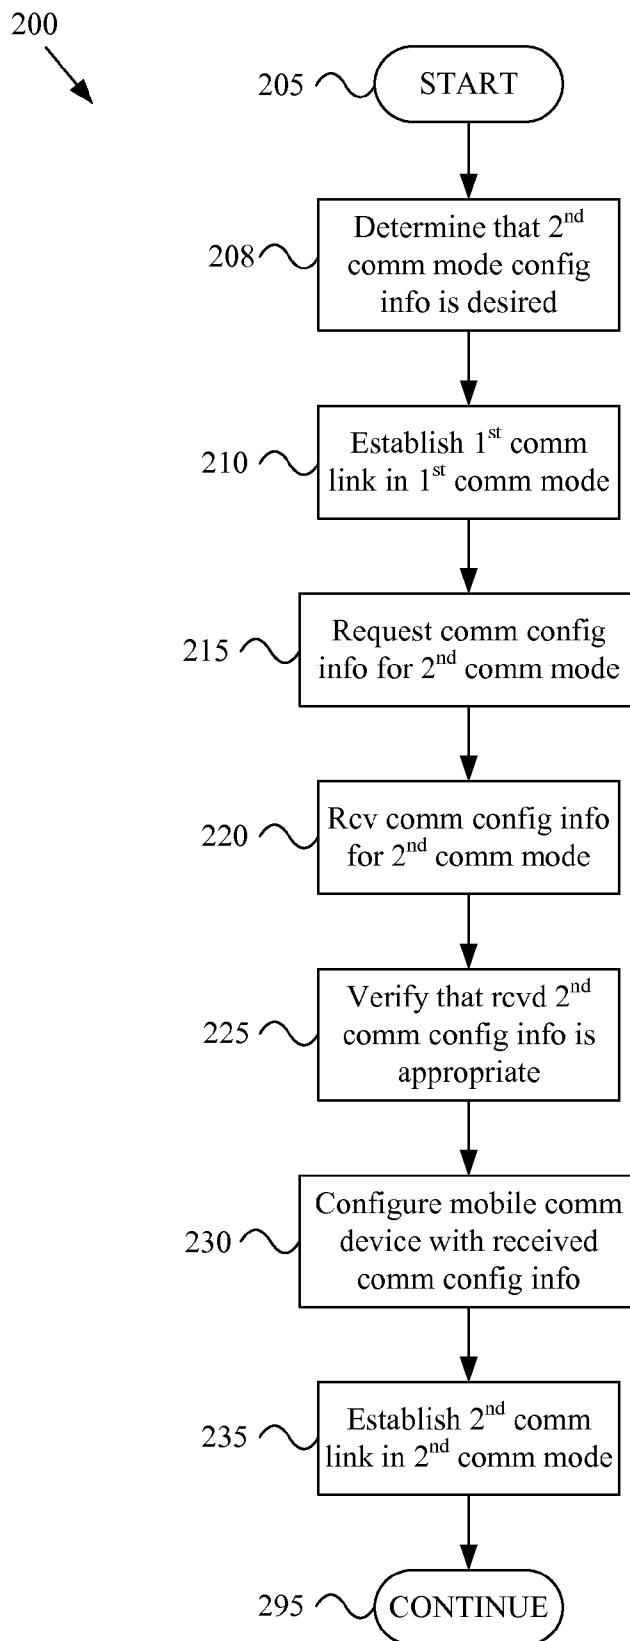 200
205
START
208
Determine that 2nd
comm mode config
info is desired
210
Establish 1st comm
link in 1st comm mode
215
Request comm config
info for 2nd comm mode
220
Rcv comm config info
for 2nd comm mode
225
Verify that rcvd 2nd
comm config info is
appropriate
230
Configure mobile comm
device with received
comm config info
235
Establish 2nd comm
link in 2nd comm mode
295
CONTINUE